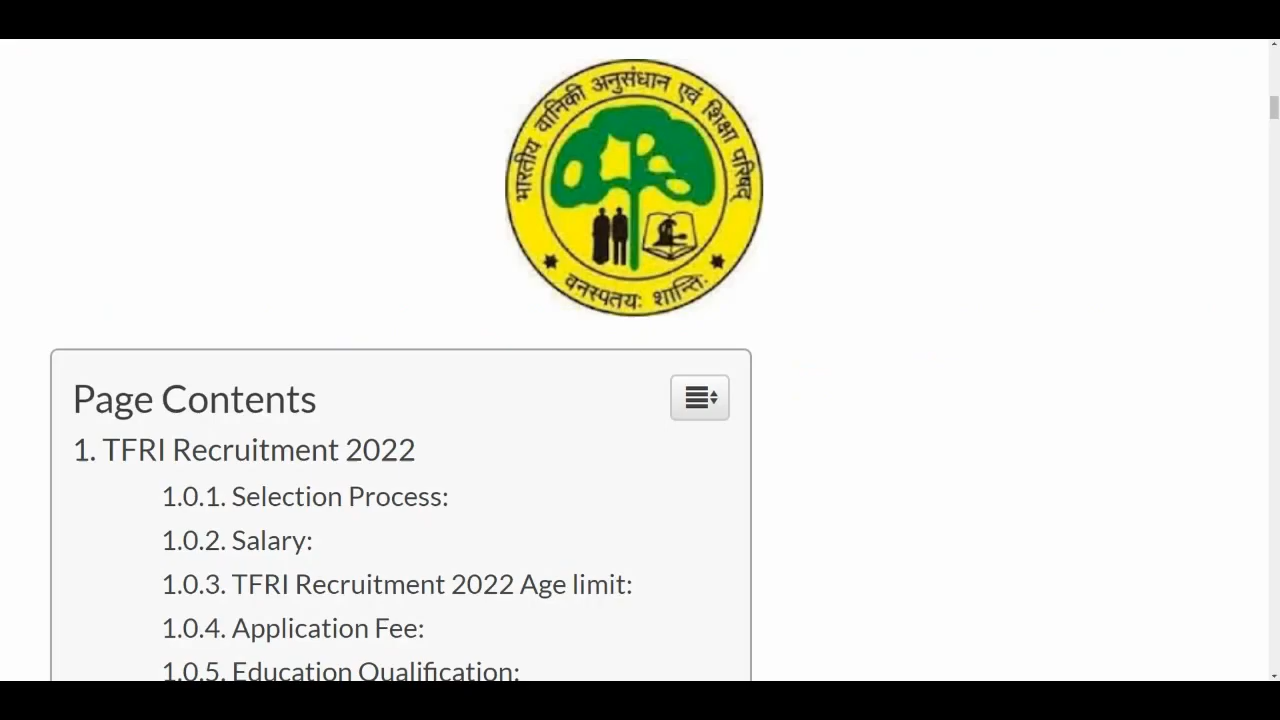 भारतीय वानिकी अनुसंधान एवं शिक्षा परिषद्
वनस्पतयः शान्तिः
Page Contents
1. TFRI Recruitment 2022
1.0.1. Selection Process:
1.0.2. Salary:
1.0.3. TFRI Recruitment 2022 Age limit:
1.0.4. Application Fee:
1.0.5. Education Qualification: